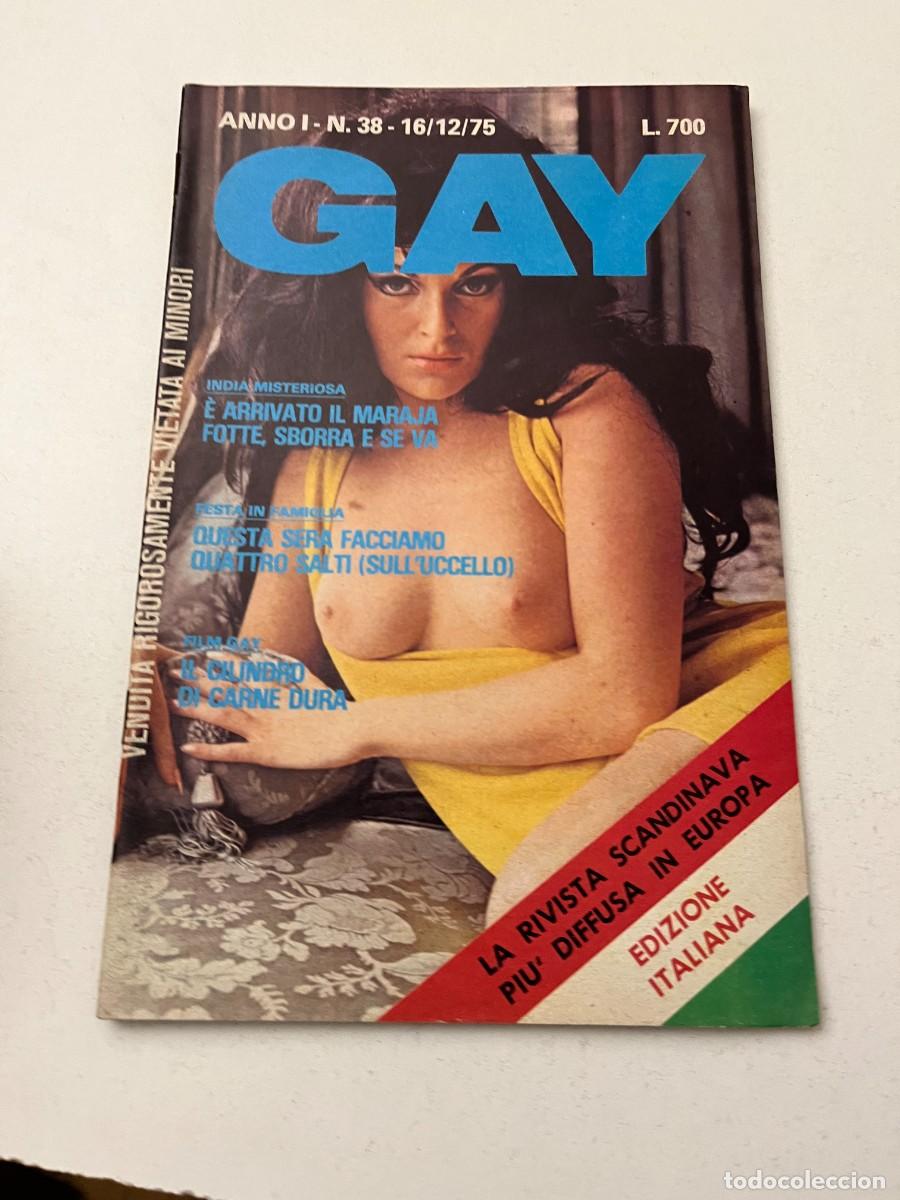 ANNO I - N. 38 - 16/12/75
L. 700
GAY
VENDITA RIGOROSAMENTE VIETATA AI MINORI
INDIA MISTERIOSA
È ARRIVATO IL MARAJA
FOTTE, SBORRA E SE VA
FESTA IN FAMIGLIA
QUESTA SERA FACCIAMO
QUATTRO SALTI (SULL'UCCELLO)
FILM GAY
IL CILINDRO
DI CARNE DURA
LA RIVISTA SCANDINAVA
PIU' DIFFUSA IN EUROPA
EDIZIONE
ITALIANA
todocoleccion